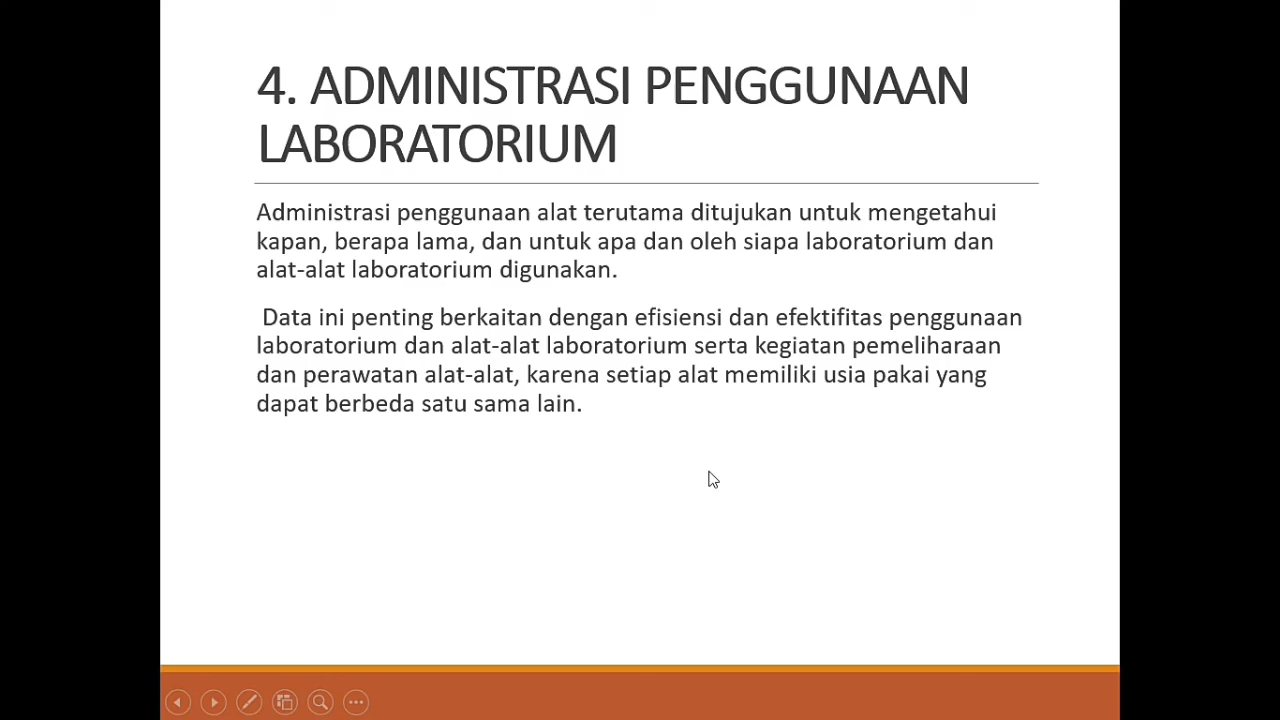 4. ADMINISTRASI PENGGUNAAN
LABORATORIUM
Administrasi penggunaan alat terutama ditujukan untuk mengetahui
kapan, berapa lama, dan untuk apa dan oleh siapa laboratorium dan
alat-alat laboratorium digunakan.
Data ini penting berkaitan dengan efisiensi dan efektifitas penggunaan
laboratorium dan alat-alat laboratorium serta kegiatan pemeliharaan
dan perawatan alat-alat, karena setiap alat memiliki usia pakai yang
dapat berbeda satu sama lain.